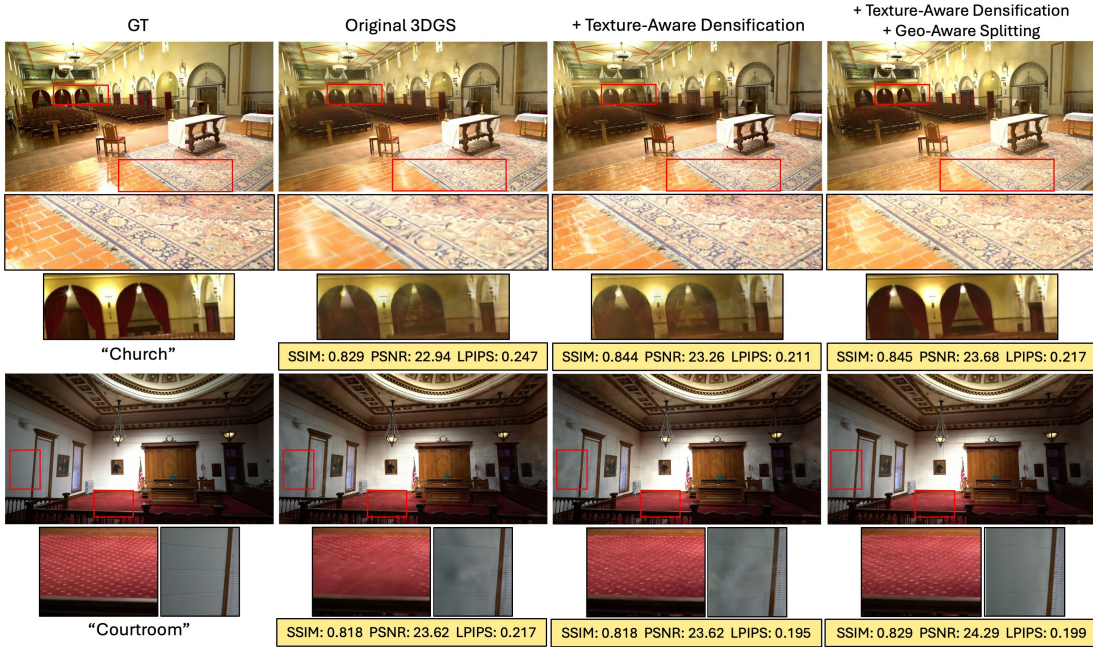 GT
Original 3DGS
+ Texture-Aware Densification
+ Texture-Aware Densification
+ Geo-Aware Splitting
“Church”
SSIM: 0.829 PSNR: 22.94 LPIPS: 0.247
SSIM: 0.844 PSNR: 23.26 LPIPS: 0.211
SSIM: 0.845 PSNR: 23.68 LPIPS: 0.217
“Courtroom”
SSIM: 0.818 PSNR: 23.62 LPIPS: 0.217
SSIM: 0.818 PSNR: 23.62 LPIPS: 0.195
SSIM: 0.829 PSNR: 24.29 LPIPS: 0.199